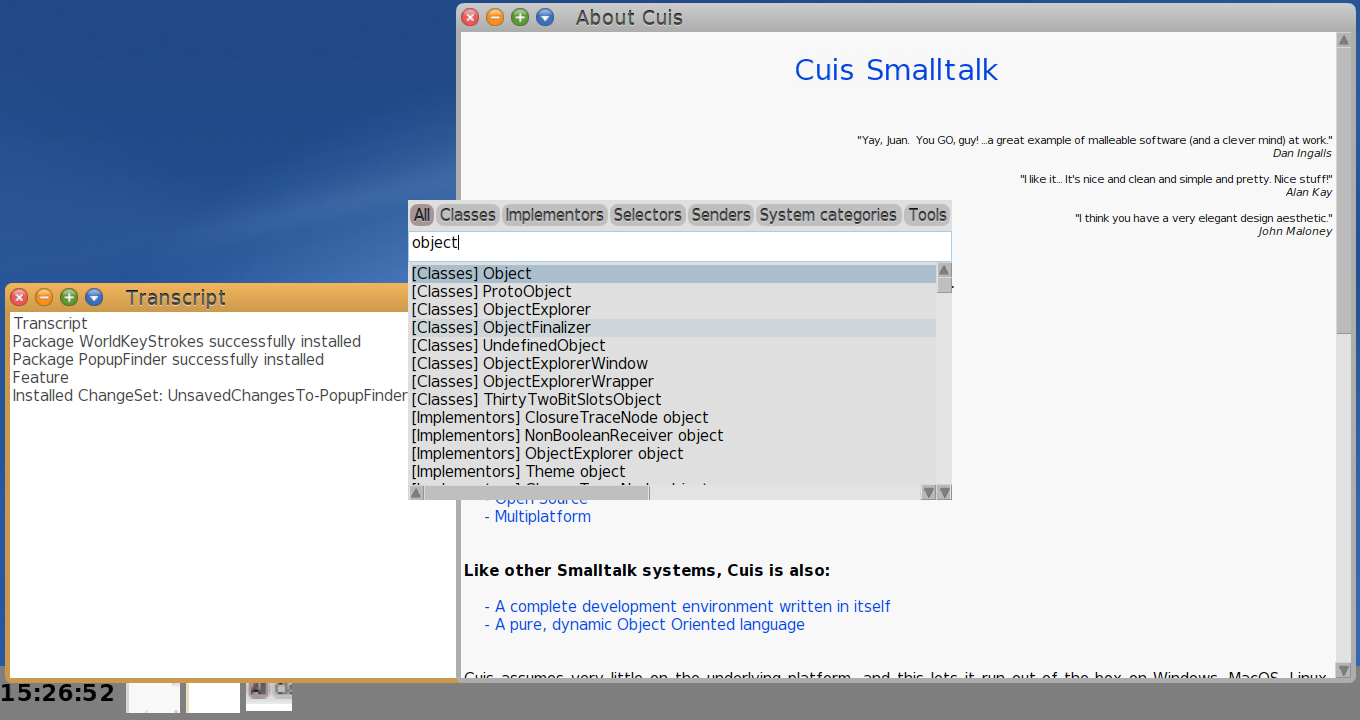 About Cuis
Cuis Smalltalk
"Yay, Juan.  You GO, guy! ...a great example of malleable software (and a clever mind) at work."
Dan Ingalls
"I like it... It's nice and clean and simple and pretty. Nice stuff!"
Alan Kay
"I think you have a very elegant design aesthetic."
John Maloney
All Classes Implementors Selectors Senders System categories Tools
object
[Classes] Object
[Classes] ProtoObject
[Classes] ObjectExplorer
[Classes] ObjectFinalizer
[Classes] UndefinedObject
[Classes] ObjectExplorerWindow
[Classes] ObjectExplorerWrapper
[Classes] ThirtyTwoBitSlotsObject
[Implementors] ClosureTraceNode object
[Implementors] NonBooleanReceiver object
[Implementors] ObjectExplorer object
[Implementors] Theme object
Transcript
Transcript
Package WorldKeyStrokes successfully installed
Package PopupFinder successfully installed
Feature
Installed ChangeSet: UnsavedChangesTo-PopupFinder
- Open Source
- Multiplatform
Like other Smalltalk systems, Cuis is also:
- A complete development environment written in itself
- A pure, dynamic Object Oriented language
Cuis assumes very little on the underlying platform, and this lets it run out of the box on Windows, MacOS, Linux,
15:26:52
All